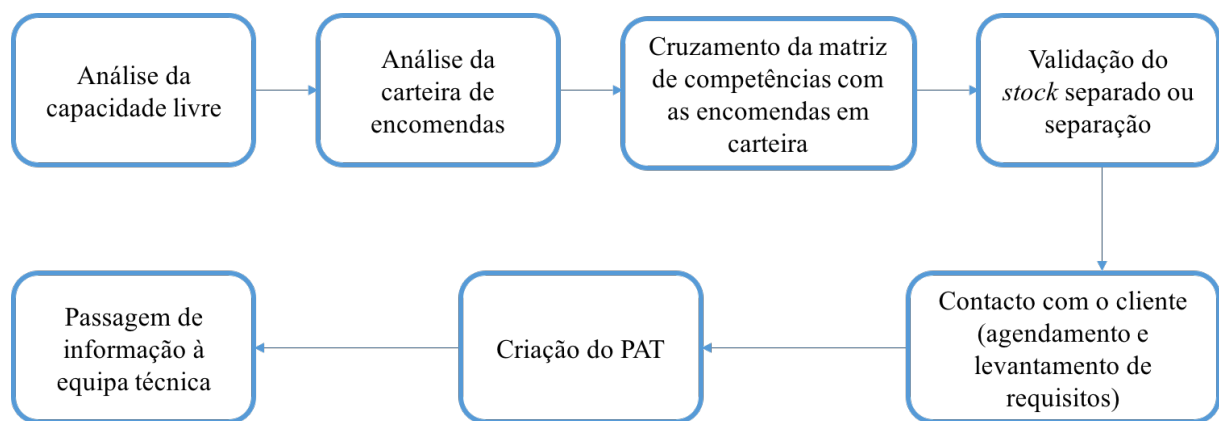 Análise da
capacidade livre
Análise da
carteira de
encomendas
Cruzamento da matriz
de competências com
as encomendas em
carteira
Validação do
stock separado ou
separação
Contacto com o cliente
(agendamento e
levantamento de
requisitos)
Criação do PAT
Passagem de
informação à
equipa técnica